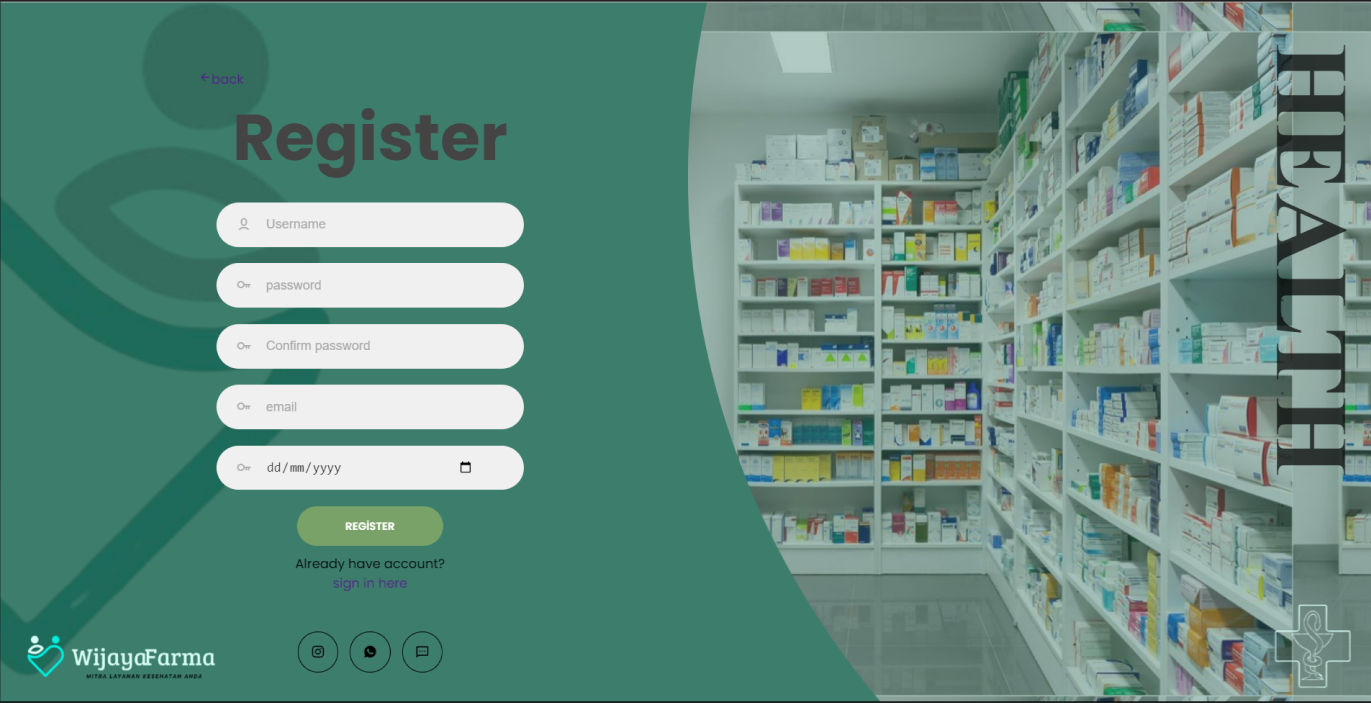 back
Register
Username
password
Confirm password
email
dd/mm/yyyy
REGİSTER
Already have account?
sign in here
WijayaFarma
MITRA LAYANAN KESEHATAN ANDA
HEALTH